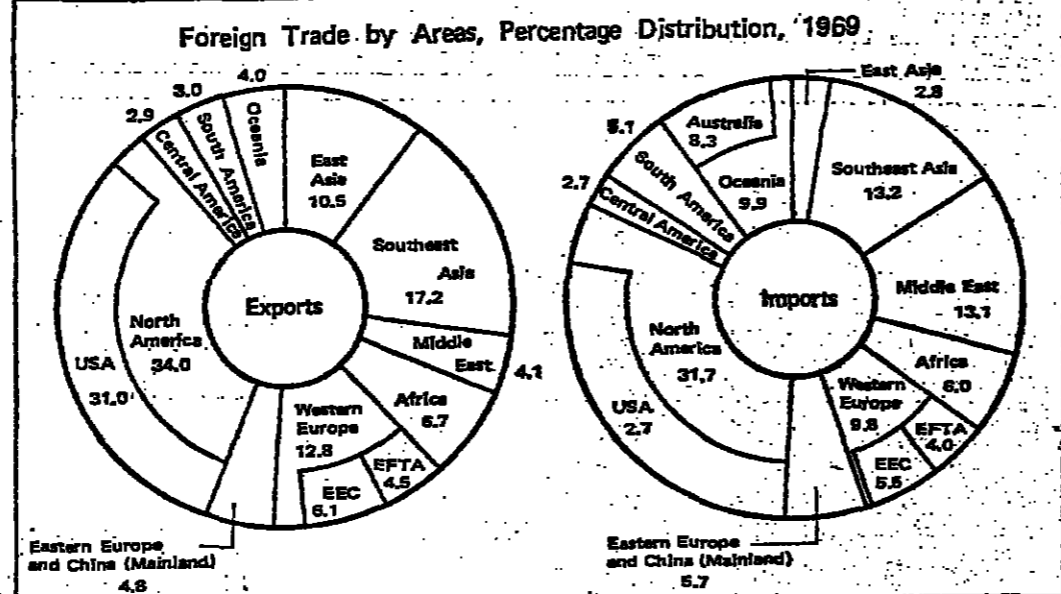 Foreign Trade by Areas, Percentage Distribution, 1969
4.0
3.0
2.9
Oceania
South America
Central America
East
Asia
10.5
Southeast
Asia
17.2
Exports
Middle
East
4.1
North
America
34.0
USA
31.0
Africa
6.7
Western
Europe
12.8
EFTA
4.5
EEC
6.1
Eastern Europe
and China (Mainland)
4.8
East Asia
2.8
Australia
8.3
5.1
South America
Oceania
9.9
Southeast Asia
13.2
2.7
Central America
Imports
Middle East
13.1
North
America
31.7
Africa
6.0
Western
Europe
9.8
USA
2.7
EFTA
4.0
EEC
5.5
Eastern Europe
and China (Mainland)
5.7